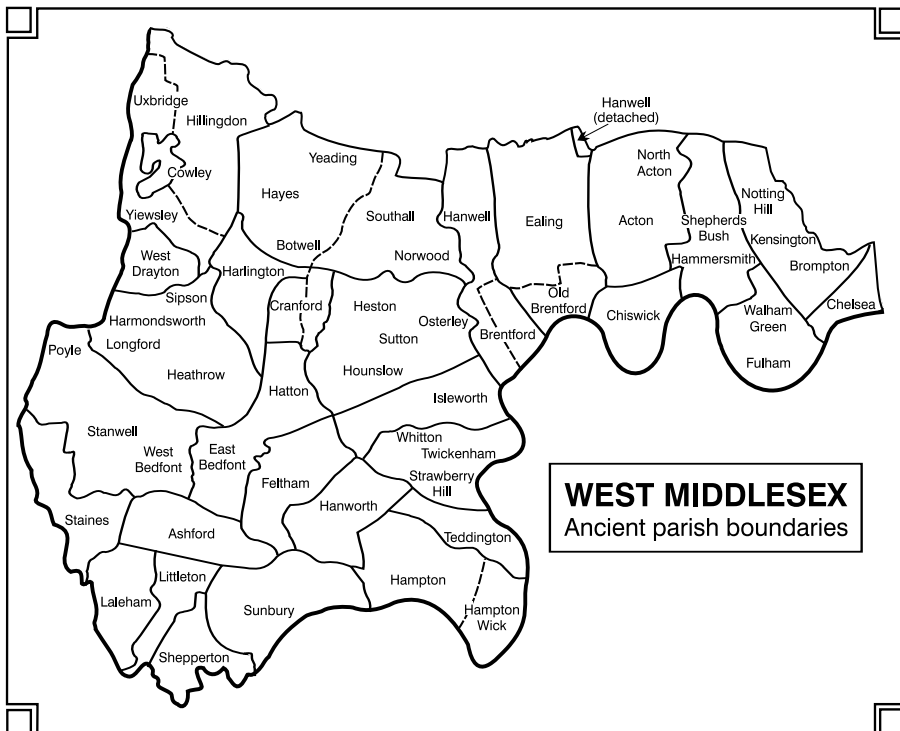 Hanwell
(detached)
Uxbridge
Hillingdon
Cowley
Yiewsley
West
Drayton
Yeading
Hayes
Botwell
Southall
Norwood
Hanwell
Ealing
North
Acton
Acton
Shepherds
Bush
Hammersmith
Notting
Hill
Kensington
Brompton
Chelsea
Walham
Green
Fulham
Chiswick
Old
Brentford
Brentford
Harlington
Cranford
Sipson
Harmondsworth
Longford
Heathrow
Poyle
Heston
Osterley
Sutton
Hounslow
Hatton
Isleworth
Stanwell
West
Bedfont
East
Bedfont
Whitton
Twickenham
Strawberry
Hill
Feltham
Hanworth
Staines
Ashford
Teddington
Littleton
Laleham
Hampton
Hampton
Wick
Sunbury
Shepperton
WEST MIDDLESEX
Ancient parish boundaries